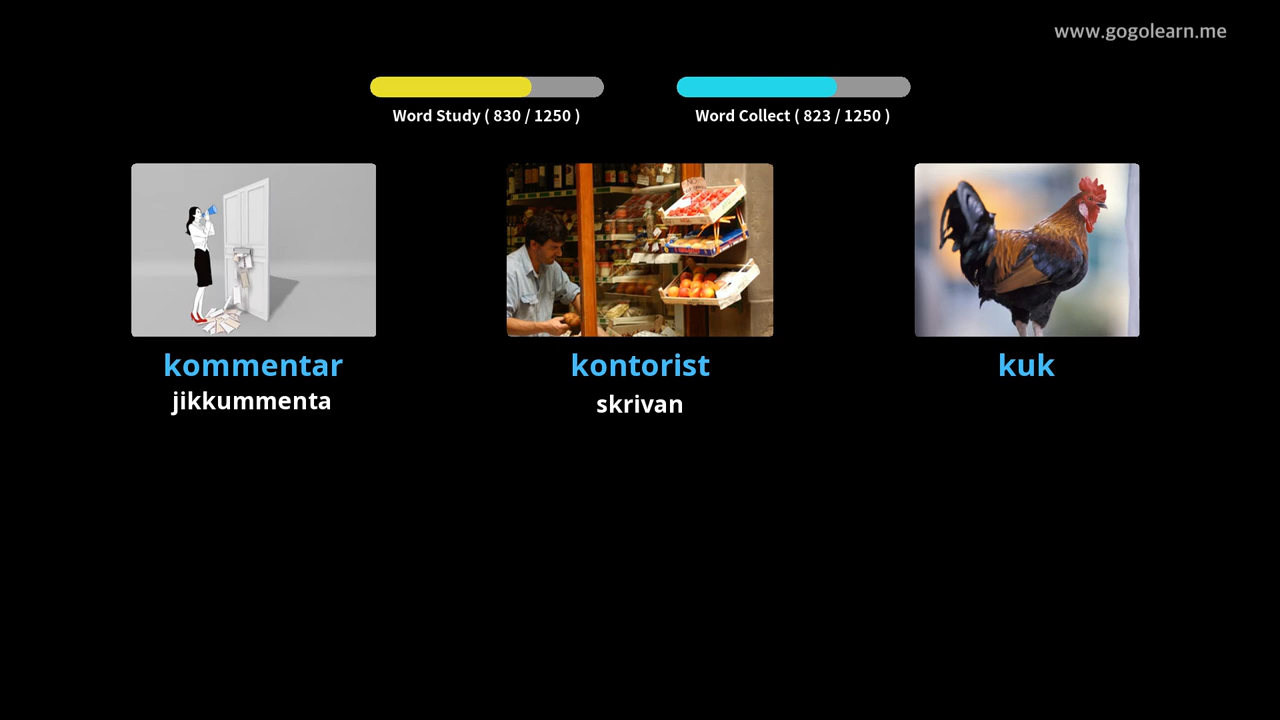 www.gogolearn.me
Word Study ( 830 / 1250 )
Word Collect ( 823 / 1250 )
kommentar
jikkummenta
kontorist
skrivan
kuk